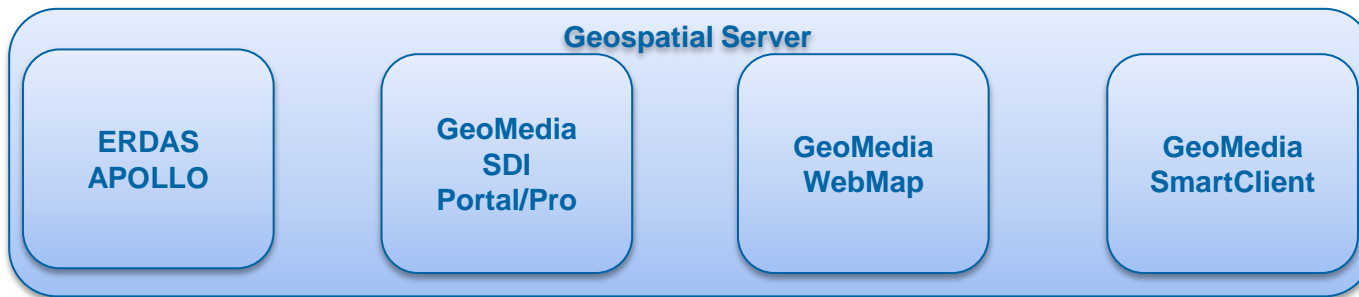 Geospatial Server
ERDAS
APOLLO
GeoMedia
SDI
Portal/Pro
GeoMedia
WebMap
GeoMedia
SmartClient